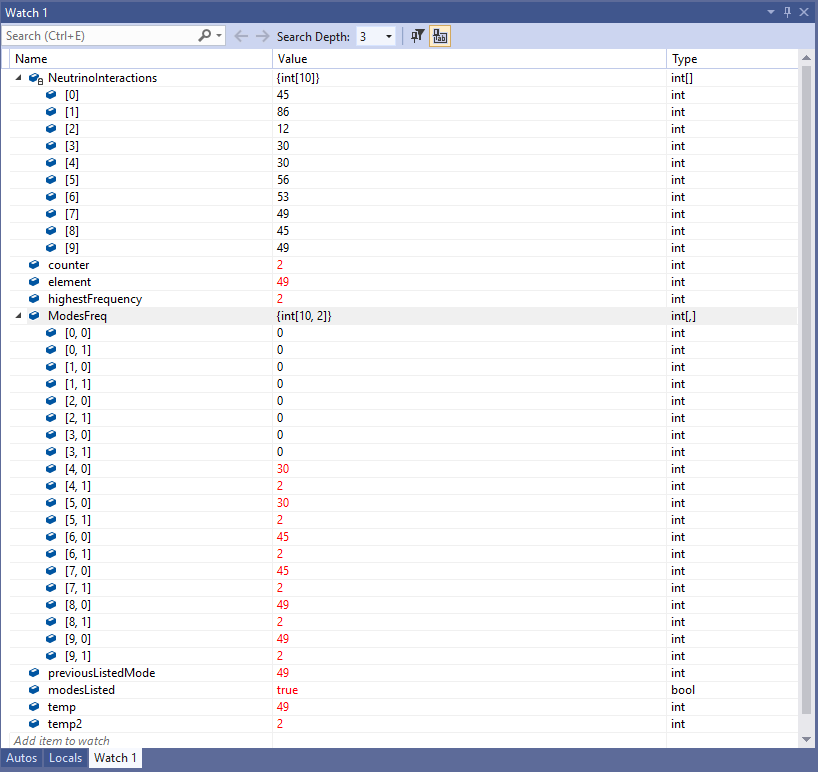 Watch 1
Search (Ctrl+E) Search Depth: 3
Name Value Type
NeutrinoInteractions {int[10]} int[]
[0] 45 int
[1] 86 int
[2] 12 int
[3] 30 int
[4] 30 int
[5] 56 int
[6] 53 int
[7] 49 int
[8] 45 int
[9] 49 int
counter 2 int
element 49 int
highestFrequency 2 int
ModesFreq {int[10, 2]} int[,]
[0, 0] 0 int
[0, 1] 0 int
[1, 0] 0 int
[1, 1] 0 int
[2, 0] 0 int
[2, 1] 0 int
[3, 0] 0 int
[3, 1] 0 int
[4, 0] 30 int
[4, 1] 2 int
[5, 0] 30 int
[5, 1] 2 int
[6, 0] 45 int
[6, 1] 2 int
[7, 0] 45 int
[7, 1] 2 int
[8, 0] 49 int
[8, 1] 2 int
[9, 0] 49 int
[9, 1] 2 int
previousListedMode 49 int
modesListed true bool
temp 49 int
temp2 2 int
Add item to watch
Autos Locals Watch 1